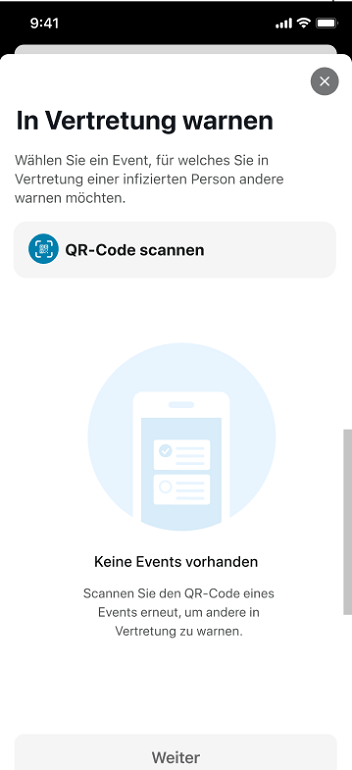 9:41
In Vertretung warnen
Wählen Sie ein Event, für welches Sie in
Vertretung einer infizierten Person andere
warnen möchten.
QR-Code scannen
Keine Events vorhanden
Scannen Sie den QR-Code eines
Events erneut, um andere in
Vertretung zu warnen.
Weiter